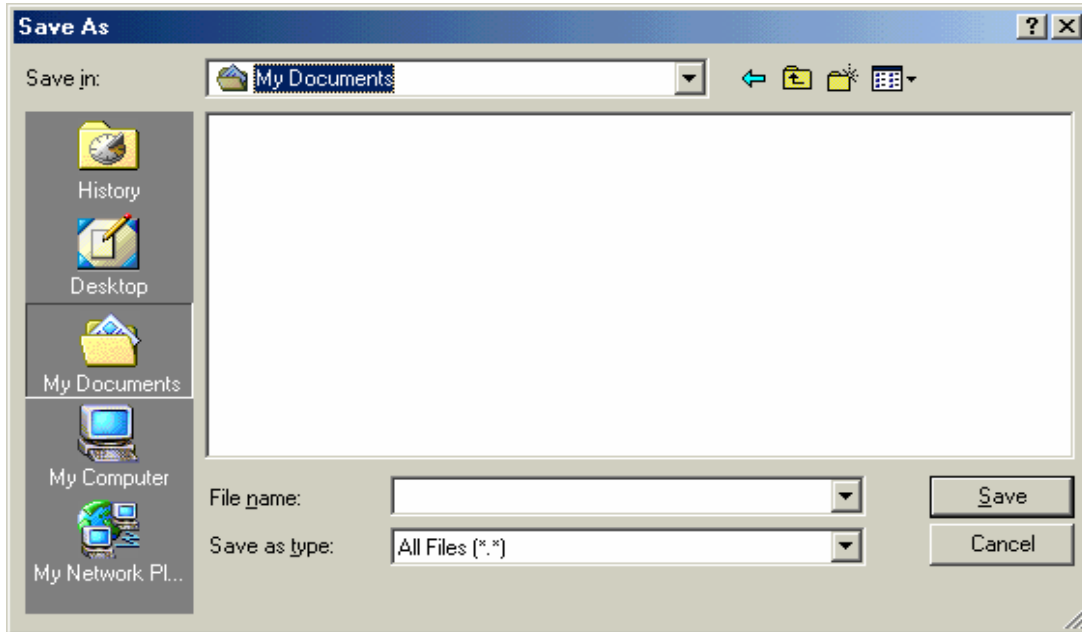 Save As
Save in:
My Documents
History
Desktop
My Documents
My Computer
My Network Pl...
File name:
Save
Save as type:
All Files (*.*)
Cancel